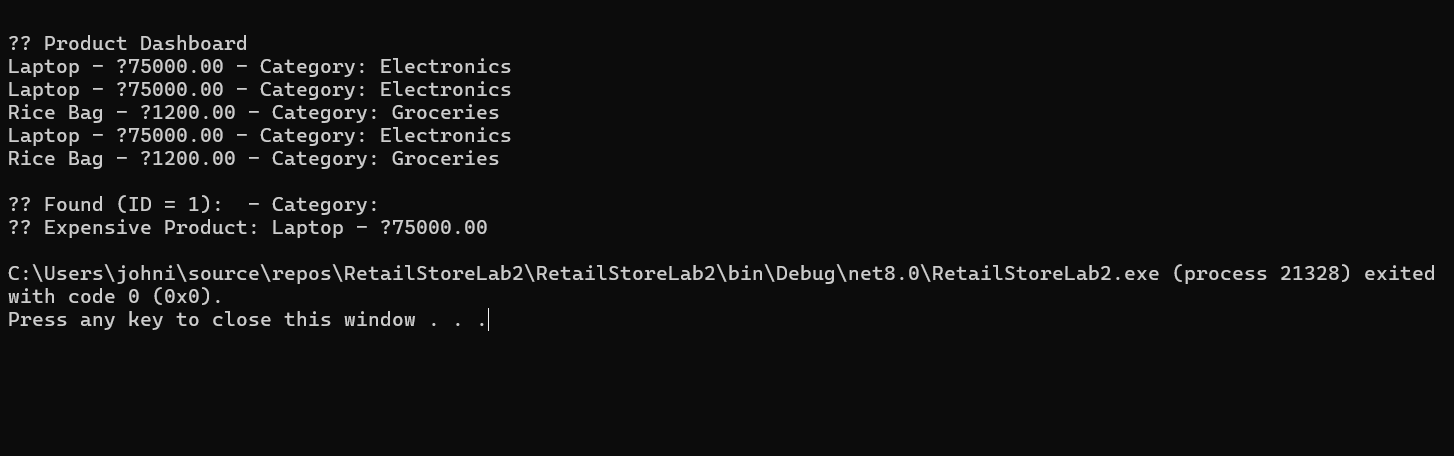 ?? Product Dashboard
Laptop - ?75000.00 - Category: Electronics
Laptop - ?75000.00 - Category: Electronics
Rice Bag - ?1200.00 - Category: Groceries
Laptop - ?75000.00 - Category: Electronics
Rice Bag - ?1200.00 - Category: Groceries
?? Found (ID = 1):  - Category:
?? Expensive Product: Laptop - ?75000.00
C:\Users\johni\source\repos\RetailStoreLab2\RetailStoreLab2\bin\Debug\net8.0\RetailStoreLab2.exe (process 21328) exited
with code 0 (0x0).
Press any key to close this window . . .